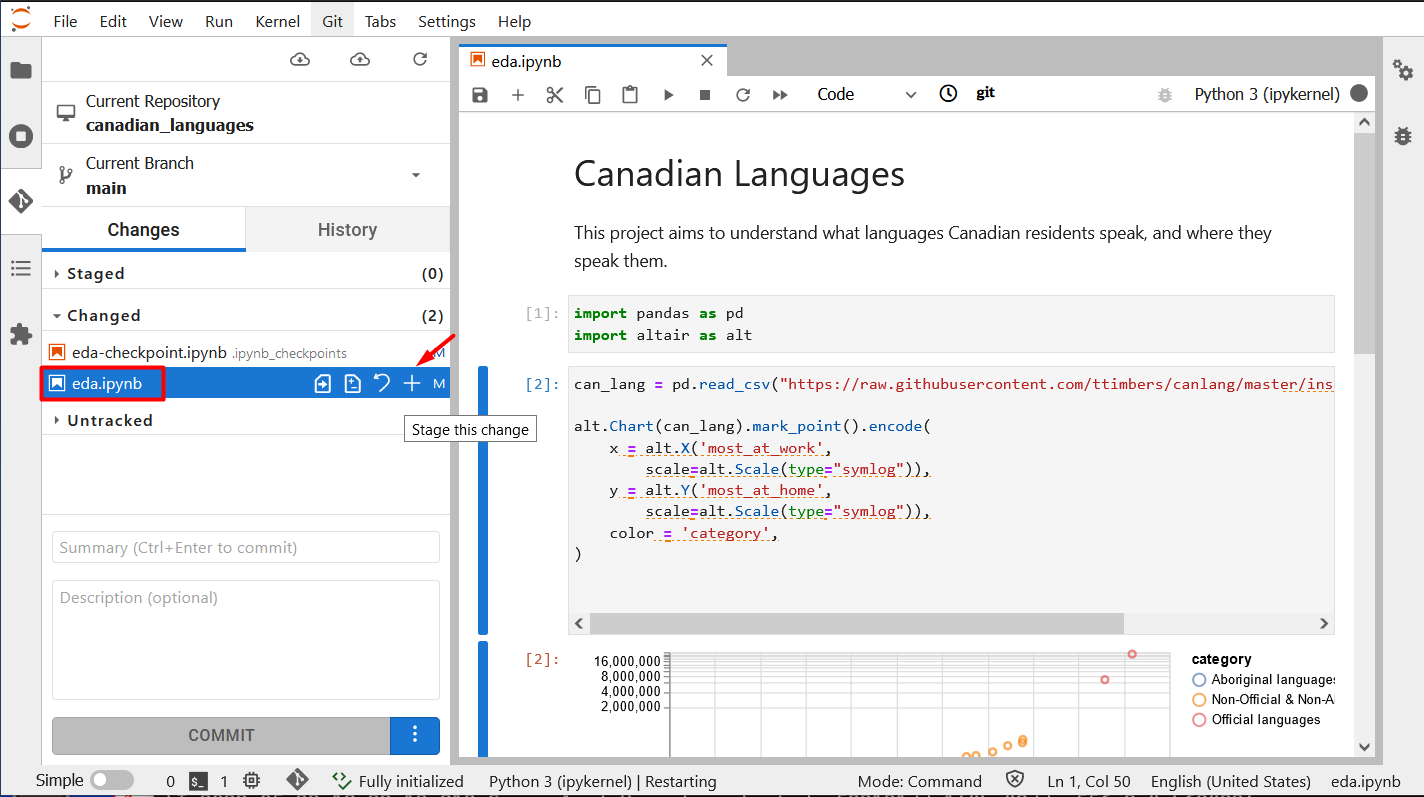 File Edit View Run Kernel Git Tabs Settings Help
Current Repository
canadian_languages
Current Branch
main
Changes History
Staged (0)
Changed (2)
eda-checkpoint.ipynb .ipynb_checkpoints M
eda.ipynb M
Stage this change
Untracked
Summary (Ctrl+Enter to commit)
Description (optional)
COMMIT
eda.ipynb
Code git Python 3 (ipykernel)
Canadian Languages
This project aims to understand what languages Canadian residents speak, and where they
speak them.
[1]: import pandas as pd
import altair as alt
[2]: can_lang = pd.read_csv("https://raw.githubusercontent.com/ttimbers/canlang/master/ins
alt.Chart(can_lang).mark_point().encode(
x = alt.X('most_at_work',
scale=alt.Scale(type="symlog")),
y = alt.Y('most_at_home',
scale=alt.Scale(type="symlog")),
color = 'category',
)
[2]:
16,000,000
8,000,000
4,000,000
2,000,000
category
Aboriginal languages
Non-Official & Non-A
Official languages
Simple 0 $_ 1 Fully initialized Python 3 (ipykernel) | Restarting Mode: Command Ln 1, Col 50 English (United States) eda.ipynb